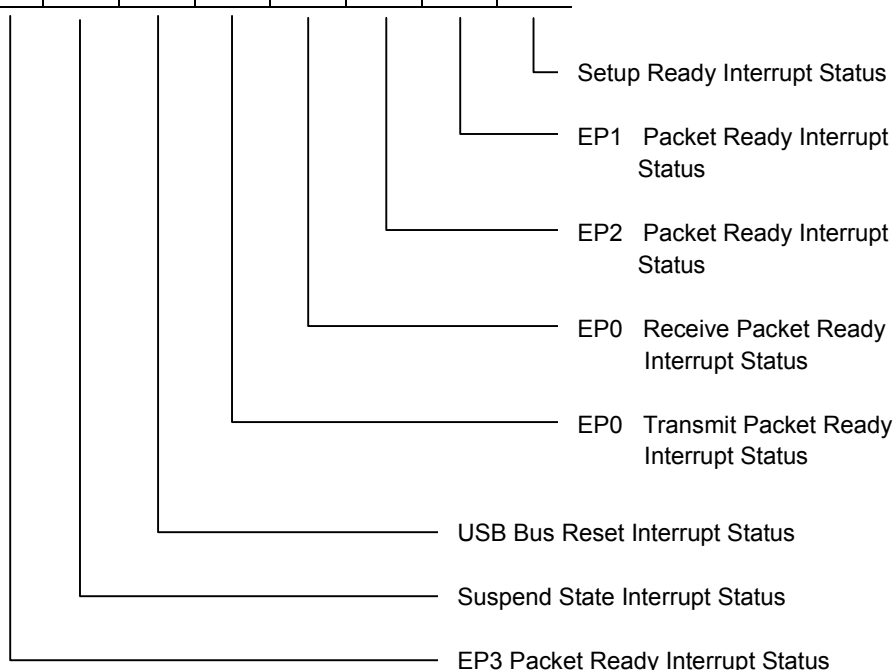 Setup Ready Interrupt Status
EP1 Packet Ready Interrupt
Status
EP2 Packet Ready Interrupt
Status
EP0 Receive Packet Ready
Interrupt Status
EP0 Transmit Packet Ready
Interrupt Status
USB Bus Reset Interrupt Status
Suspend State Interrupt Status
EP3 Packet Ready Interrupt Status